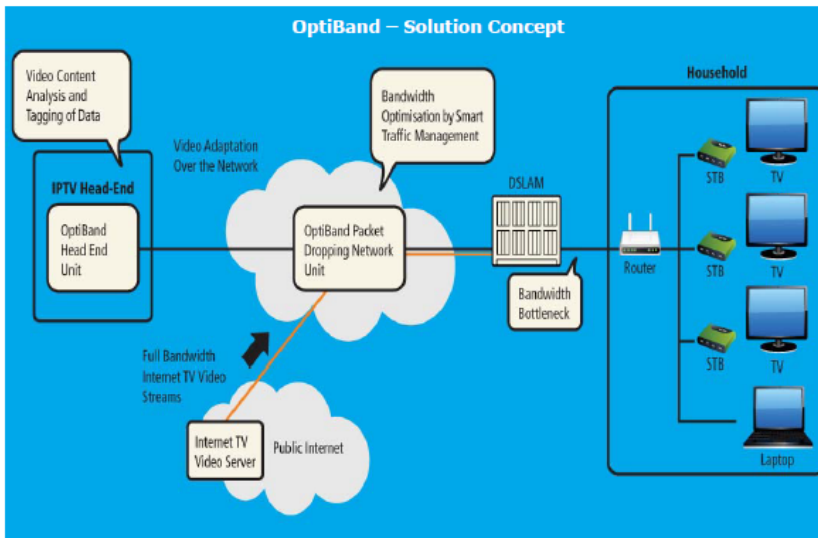 OptiBand – Solution Concept
Video Content
Analysis and
Tagging of Data
Video Adaptation
Over the Network
Bandwidth
Optimisation by Smart
Traffic Management
IPTV Head-End
OptiBand
Head End
Unit
OptiBand Packet
Dropping Network
Unit
DSLAM
Bandwidth
Bottleneck
Full Bandwidth
Internet TV Video
Streams
Internet TV
Video Server
Public Internet
Household
Router
STB
TV
STB
TV
STB
TV
Laptop